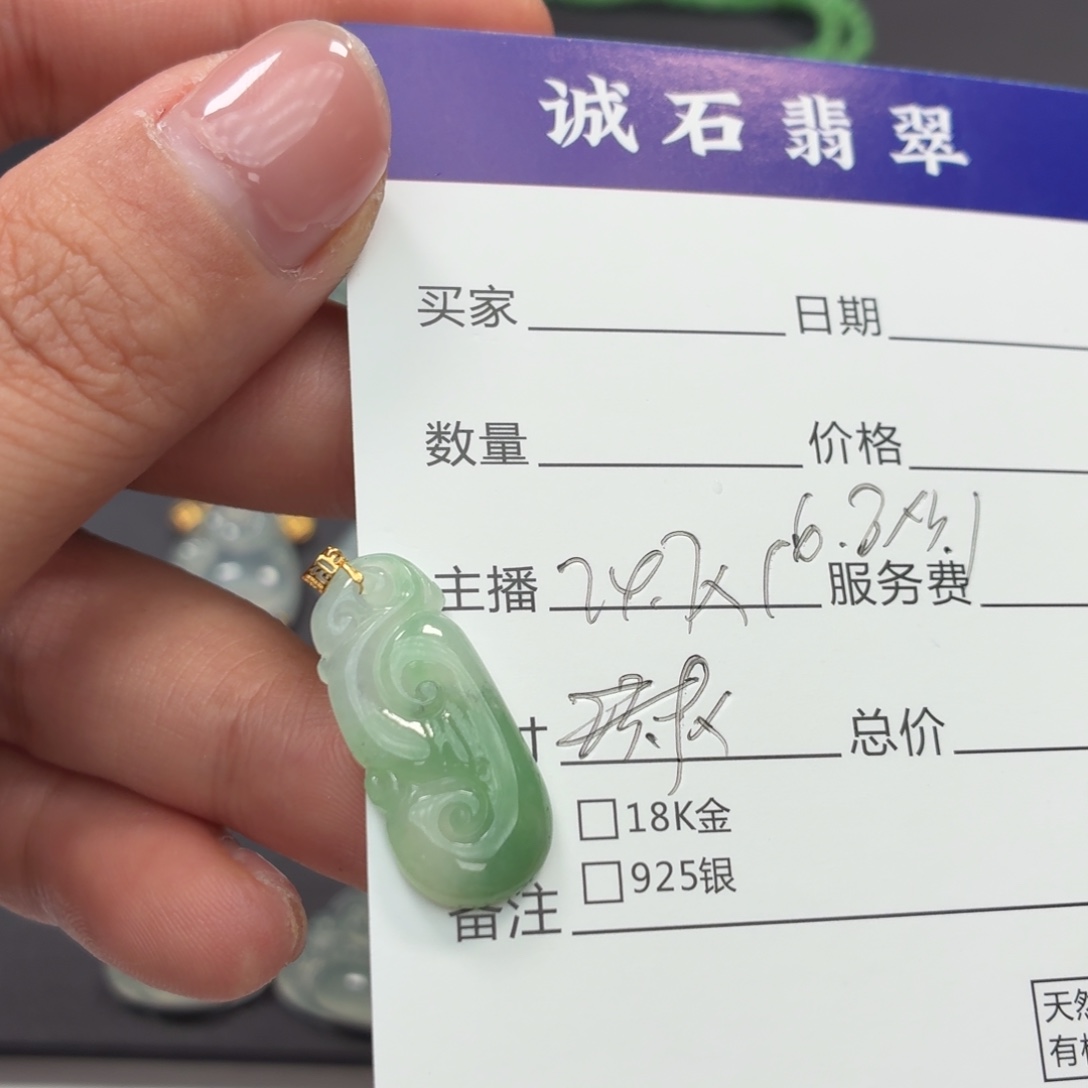 诚石翡翠
买家 日期
数量 价格
主播 服务费
总价
□18K金
□925银
备注
天然
有